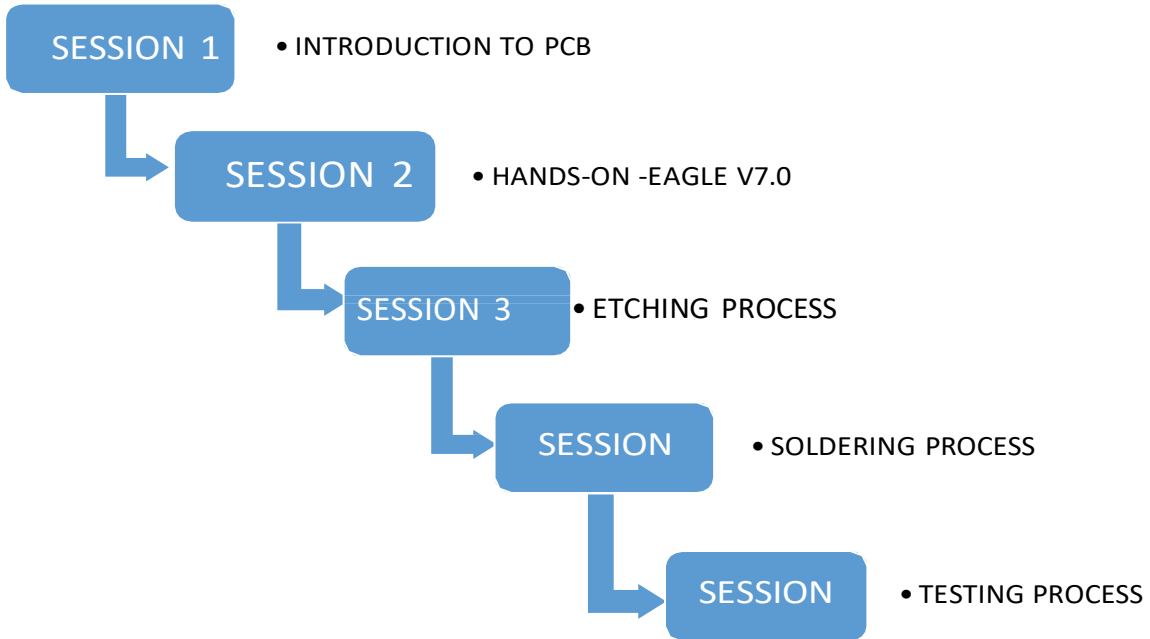 SESSION 1
• INTRODUCTION TO PCB
SESSION 2
• HANDS-ON -EAGLE V7.0
SESSION 3
• ETCHING PROCESS
SESSION
• SOLDERING PROCESS
SESSION
• TESTING PROCESS